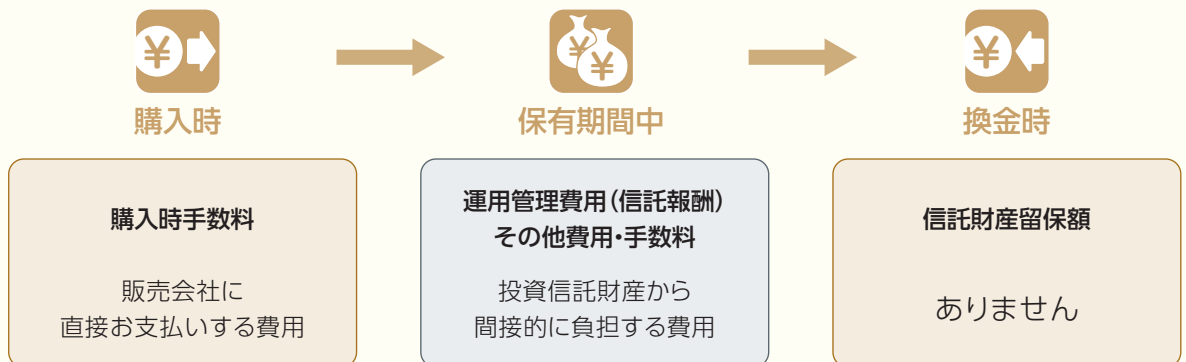 購入時
保有期間中
換金時
購入時手数料
販売会社に
直接お支払いする費用
運用管理費用(信託報酬)
その他費用・手数料
投資信託財産から
間接的に負担する費用
信託財産留保額
ありません